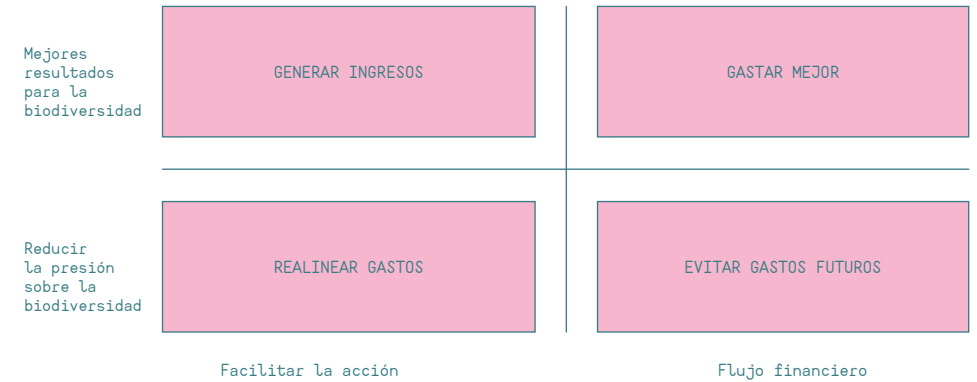 Mejores
resultados
para la
biodiversidad
GENERAR INGRESOS
GASTAR MEJOR
Reducir
la presión
sobre la
biodiversidad
REALINEAR GASTOS
EVITAR GASTOS FUTUROS
Facilitar la acción
Flujo financiero